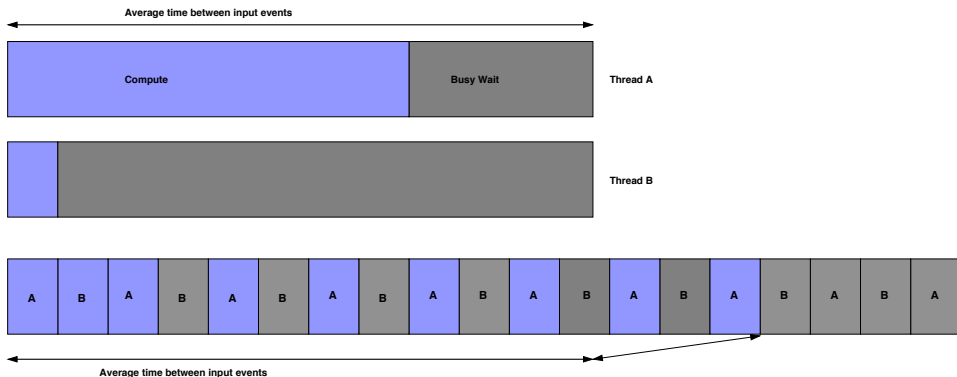 Average time between input events
Compute Busy Wait Thread A
Thread B
A B A B A B A B A B A B A B A B A B A
Average time between input events